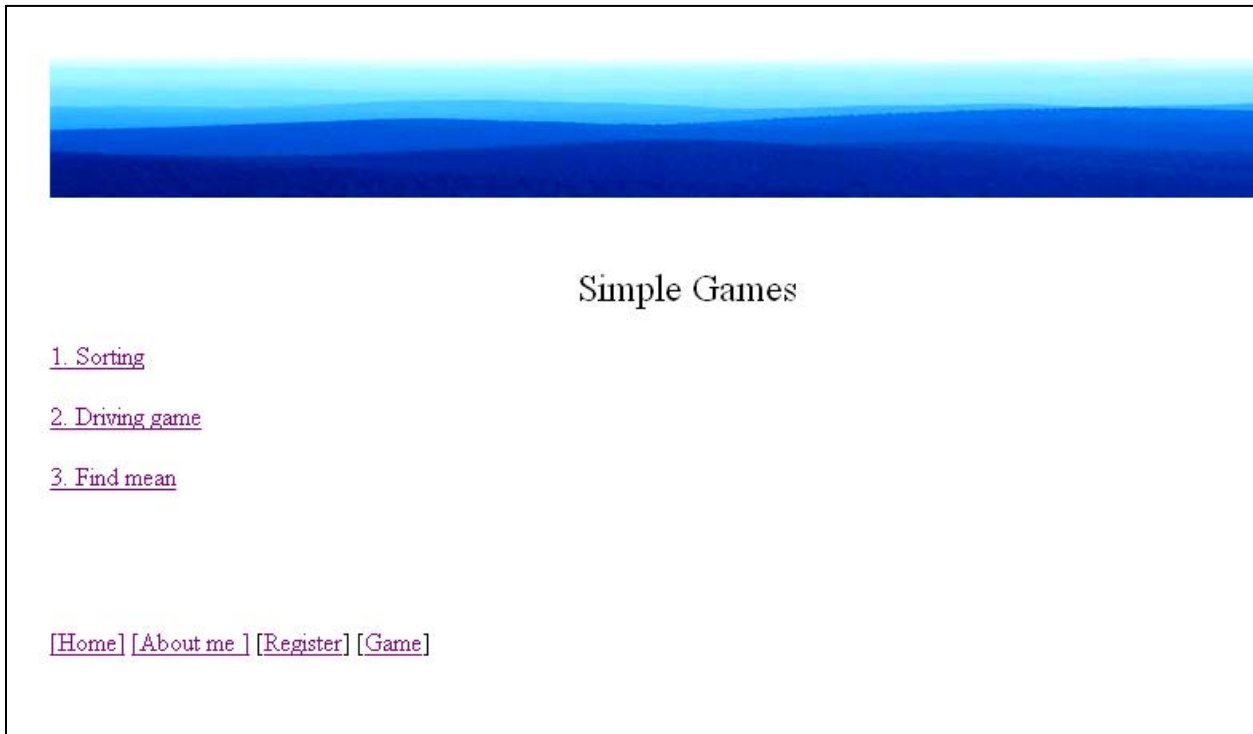 Simple Games
1. Sorting
2. Driving game
3. Find mean
[Home] [About me ] [Register] [Game]